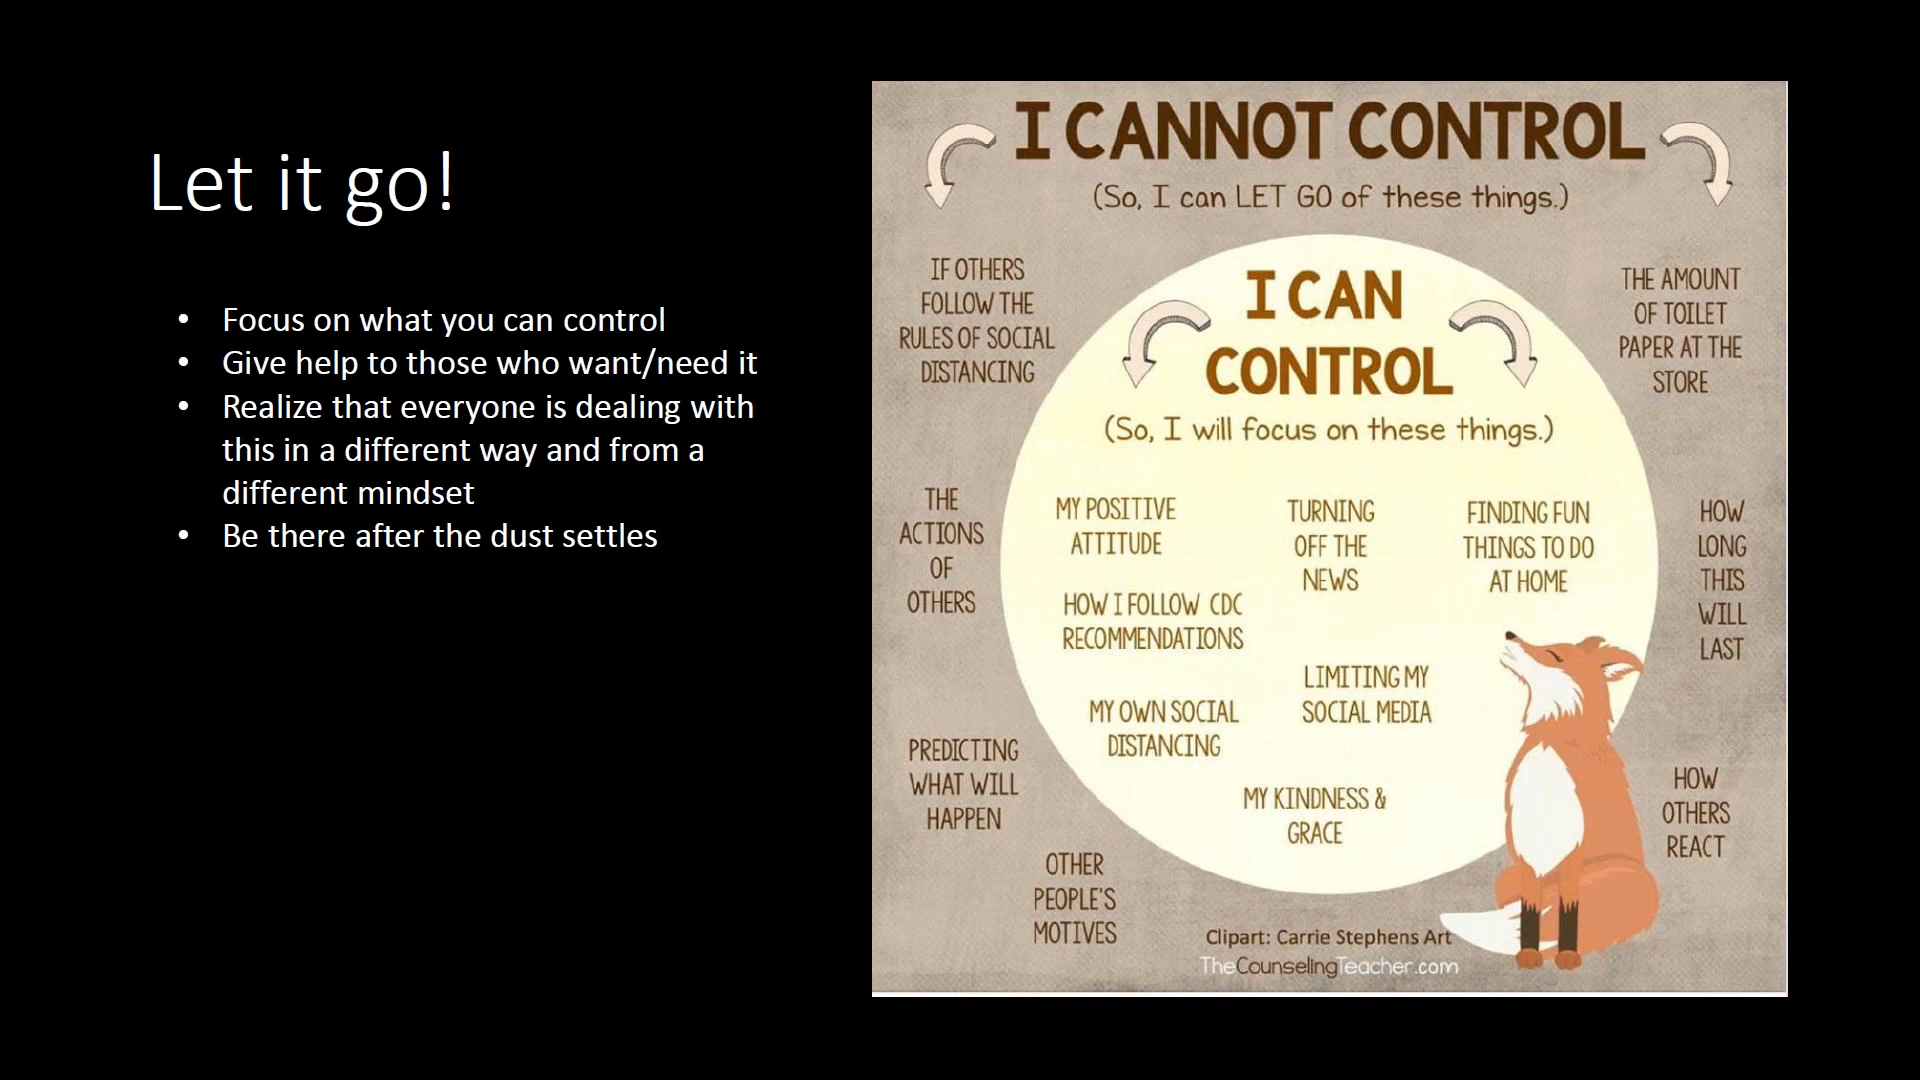 Let it go!
• Focus on what you can control
• Give help to those who want/need it
• Realize that everyone is dealing with
this in a different way and from a
different mindset
• Be there after the dust settles
I CANNOT CONTROL
(So, I can LET GO of these things.)
IF OTHERS
FOLLOW THE
RULES OF SOCIAL
DISTANCING
THE AMOUNT
OF TOILET
PAPER AT THE
STORE
I CAN
CONTROL
(So, I will focus on these things.)
THE
ACTIONS
OF
OTHERS
MY POSITIVE
ATTITUDE
TURNING
OFF THE
NEWS
FINDING FUN
THINGS TO DO
AT HOME
HOW
LONG
THIS
WILL
LAST
HOW I FOLLOW CDC
RECOMMENDATIONS
LIMITING MY
SOCIAL MEDIA
MY OWN SOCIAL
DISTANCING
PREDICTING
WHAT WILL
HAPPEN
MY KINDNESS &
GRACE
HOW
OTHERS
REACT
OTHER
PEOPLE'S
MOTIVES
Clipart: Carrie Stephens Art
TheCounselingTeacher.com